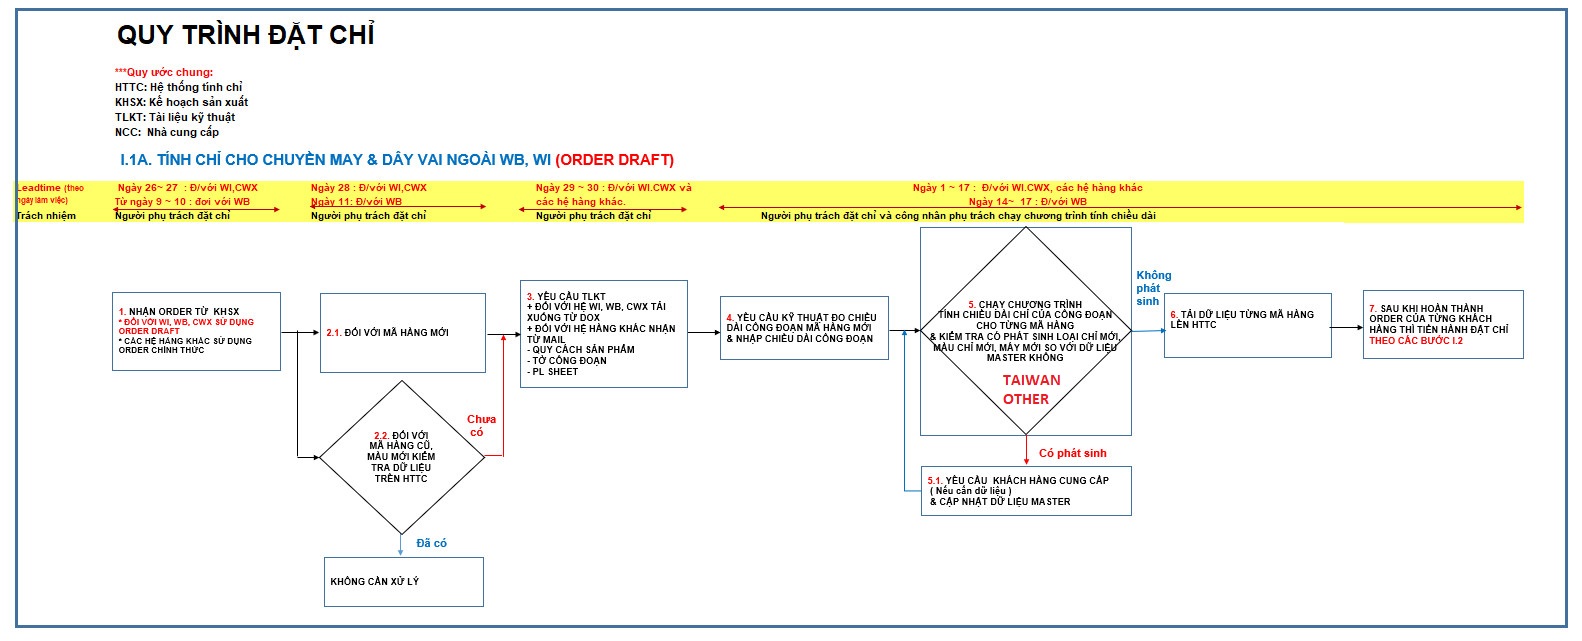 QUY TRÌNH ĐẶT CHỈ
***Quy ước chung:
HTTC: Hệ thống tính chỉ
KHSX: Kế hoạch sản xuất
TLKT: Tài liệu kỹ thuật
NCC: Nhà cung cấp
I.1A. TÍNH CHỈ CHO CHUYỀN MAY & DÂY VAI NGOÀI WB, WI (ORDER DRAFT)
Leadtime (theo
ngày làm việc)
Ngày 26~ 27 : Đ/với WI,CWX
Từ ngày 9 ~ 10 : đơi với WB
Ngày 28 : Đ/với WI,CWX
Ngày 11: Đ/với WB
Ngày 29 ~ 30 : Đ/với WI.CWX và
các hệ hàng khác.
Ngày 1 ~ 17 : Đ/với WI.CWX, các hệ hàng khác
Ngày 14~ 17 : Đ/với WB
Trách nhiệm
Người phụ trách đặt chỉ
Người phụ trách đặt chỉ
Người phụ trách đặt chỉ
Người phụ trách đặt chỉ và công nhân phụ trách chạy chương trình tính chiều dài
1. NHẬN ORDER TỪ KHSX
* ĐỐI VỚI WI, WB, CWX SỬ DỤNG
ORDER DRAFT
* CÁC HỆ HÀNG KHÁC SỬ DỤNG
ORDER CHÍNH THỨC
2.1. ĐỐI VỚI MÃ HÀNG MỚI
2.2. ĐỐI VỚI
MÃ HÀNG CŨ,
MÀU MỚI KIỂM
TRA DỮ LIỆU
TRÊN HTTC
Chưa
có
Đã có
KHÔNG CẦN XỬ LÝ
3. YÊU CẦU TLKT
+ ĐỐI VỚI HỆ WI, WB, CWX TẢI
XUỐNG TỪ DOX
+ ĐỐI VỚI HỆ HÀNG KHÁC NHẬN
TỪ MAIL
- QUY CÁCH SẢN PHẨM
- TỜ CÔNG ĐOẠN
- PL SHEET
4. YÊU CẦU KỸ THUẬT ĐO CHIỀU
DÀI CÔNG ĐOẠN MÃ HÀNG MỚI
& NHẬP CHIỀU DÀI CÔNG ĐOẠN
5. CHẠY CHƯƠNG TRÌNH
TÍNH CHIỀU DÀI CHỈ CỦA CÔNG ĐOẠN
CHO TỪNG MÃ HÀNG
& KIỂM TRA CÓ PHÁT SINH LOẠI CHỈ MỚI,
MÀU CHỈ MỚI, MÁY MỚI SO VỚI DỮ LIỆU
MASTER KHÔNG
TAIWAN
OTHER
Không
phát
sinh
Có phát sinh
5.1. YÊU CẦU KHÁCH HÀNG CUNG CẤP
( Nếu cần dữ liệu )
& CẬP NHẬT DỮ LIỆU MASTER
6. TẢI DỮ LIỆU TỪNG MÃ HÀNG
LÊN HTTC
7. SAU KHI HOÀN THÀNH
ORDER CỦA TỪNG KHÁCH
HÀNG THÌ TIẾN HÀNH ĐẶT CHỈ
THEO CÁC BƯỚC I.2